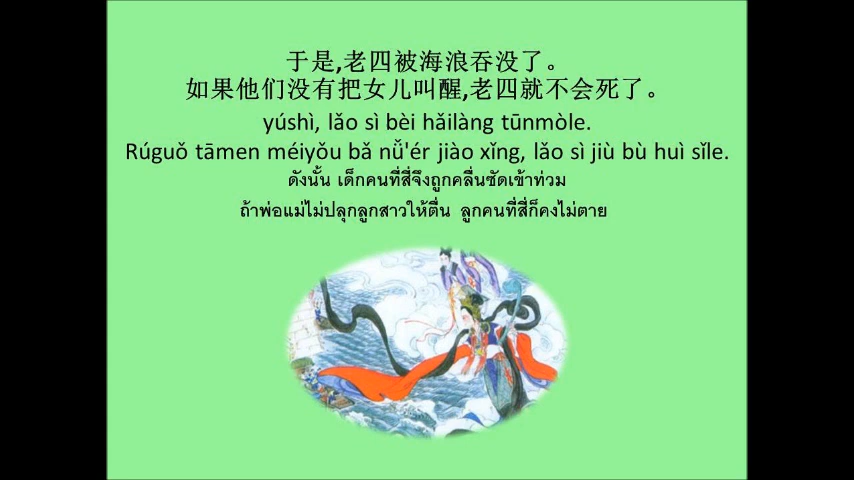 于是,老四被海浪吞没了。
如果他们没有把女儿叫醒,老四就不会死了。
yúshì, lǎo sì bèi hǎilàng tūnmòle.
Rúguǒ tāmen méiyǒu bǎ nǚ'ér jiào xǐng, lǎo sì jiù bù huì sǐle.
ดังนั้น เด็กคนที่สี่จึงถูกคลื่นซัดเข้าท่วม
ถ้าพ่อแม่ไม่ปลุกลูกสาวให้ตื่น ลูกคนที่สี่ก็คงไม่ตาย